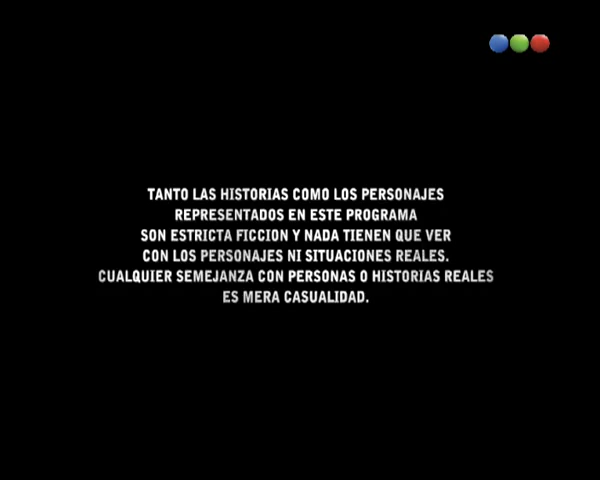 TANTO LAS HISTORIAS COMO LOS PERSONAJES
REPRESENTADOS EN ESTE PROGRAMA
SON ESTRICTA FICCION Y NADA TIENEN QUE VER
CON LOS PERSONAJES NI SITUACIONES REALES.
CUALQUIER SEMEJANZA CON PERSONAS O HISTORIAS REALES
ES MERA CASUALIDAD.